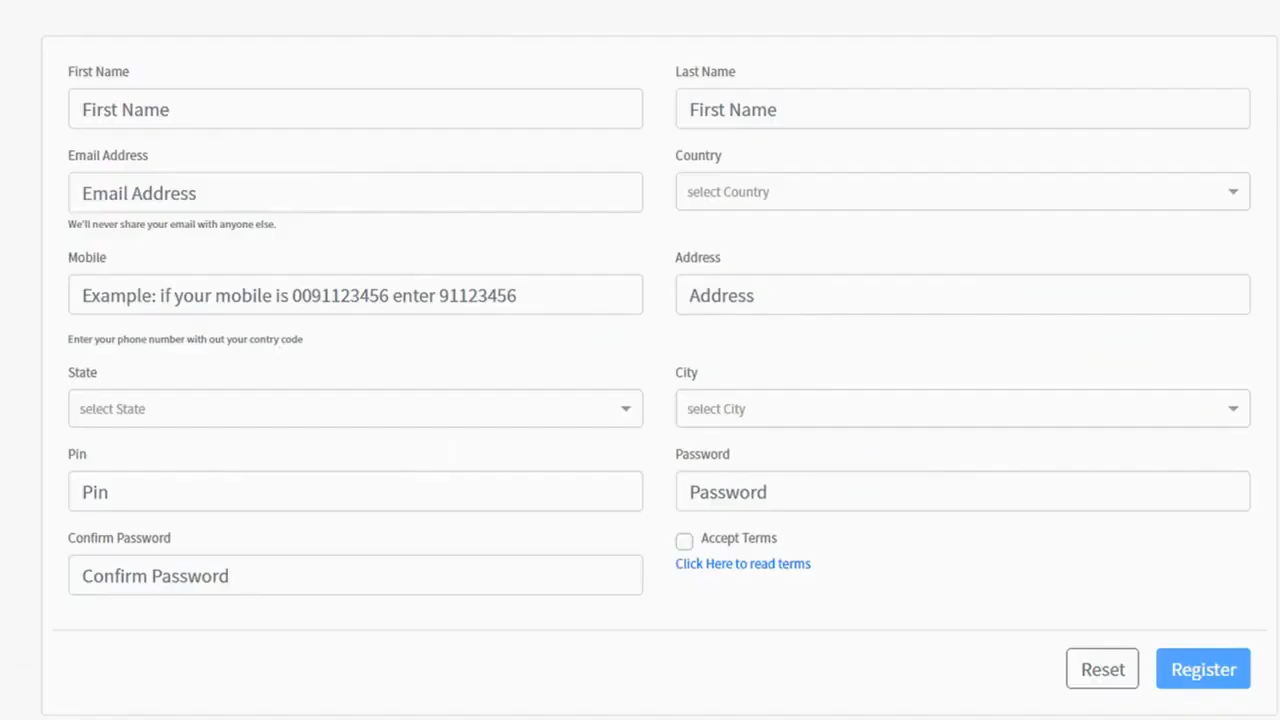 First Name
Last Name
First Name
First Name
Email Address
Country
Email Address
select Country
We'll never share your email with anyone else.
Mobile
Address
Example: if your mobile is 0091123456 enter 91123456
Address
Enter your phone number with out your contry code
State
City
select State
select City
Pin
Password
Pin
Password
Confirm Password
Accept Terms
Click Here to read terms
Confirm Password
Reset
Register